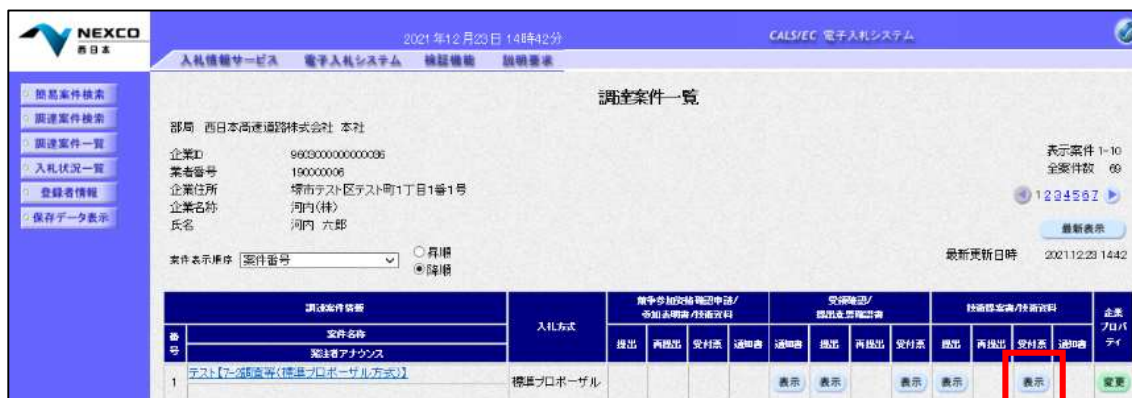 NEXCO
西日本
2021年12月23日 14時42分
CALS/EC 電子入札システム
入札情報サービス 電子入札システム 検証機能 説明要求
簡易案件検索
調達案件検索
調達案件一覧
入札状況一覧
登録者情報
保存データ表示
調達案件一覧
部局 西日本高速道路株式会社 本社
企業ID
業者番号 190000006
企業住所 堺市テスト区テスト町1丁目1番1号
企業名称 河内(株)
氏名 河内 六郎
表示案件 1-10
全案件数 69
1 2 3 4 5 6 7
最新表示
案件表示順序 案件番号
昇順
降順
最新更新日時 2021.12.23 14:42
調達案件情報
番号
案件名称
発注者アナウンス
入札方式
競争参加資格確認申請/
参加表明書/技術資料
受領確認/
提出意思確認書
技術提案書/技術資料
企業
プロパ
ティ
提出 再提出 受付票 通知書 通知書 提出 再提出 受付票 提出 再提出 受付票 通知書
1 テスト【7-2調査等(標準プロポーザル方式)】 標準プロポーザル 表示 表示 表示 表示 表示 変更